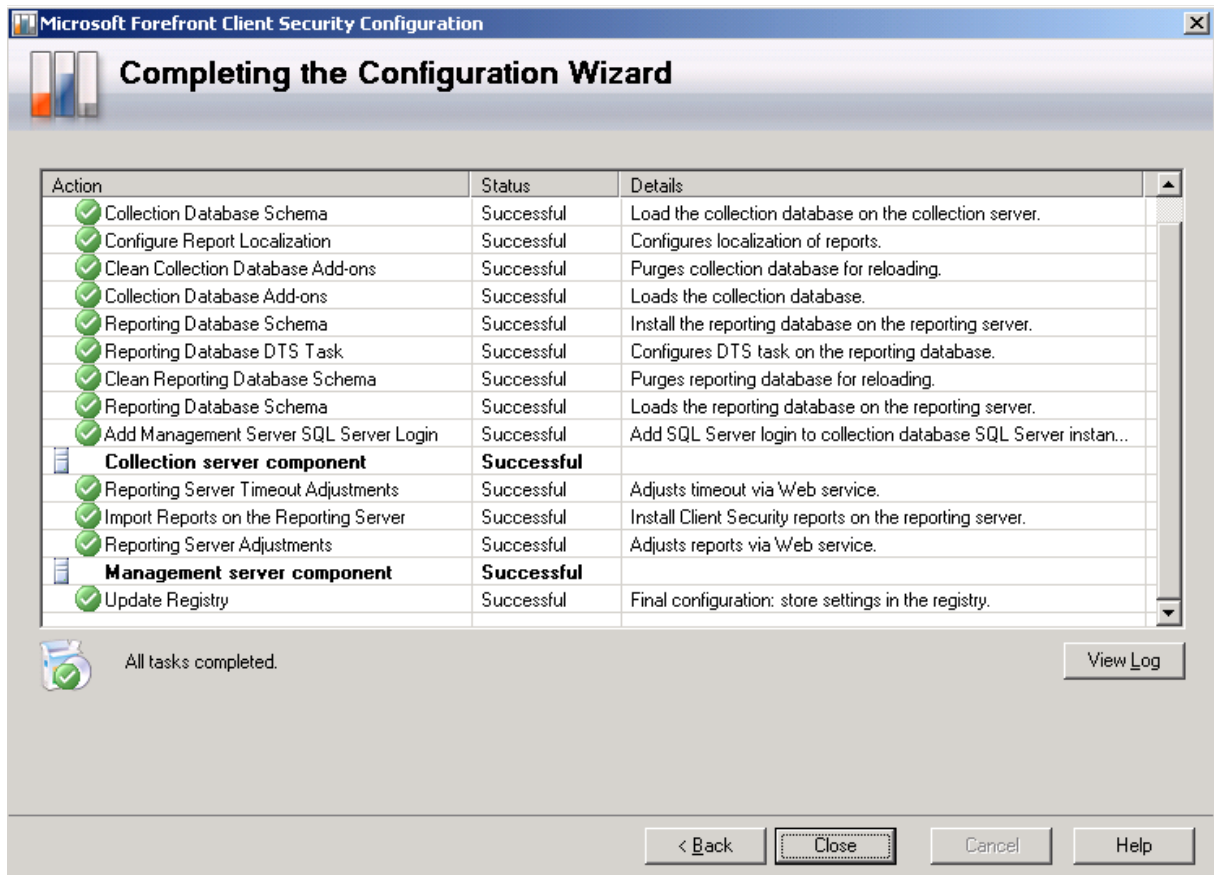 Microsoft Forefront Client Security Configuration
Completing the Configuration Wizard
Action Status Details
Collection Database Schema Successful Load the collection database on the collection server.
Configure Report Localization Successful Configures localization of reports.
Clean Collection Database Add-ons Successful Purges collection database for reloading.
Collection Database Add-ons Successful Loads the collection database.
Reporting Database Schema Successful Install the reporting database on the reporting server.
Reporting Database DTS Task Successful Configures DTS task on the reporting database.
Clean Reporting Database Schema Successful Purges reporting database for reloading.
Reporting Database Schema Successful Loads the reporting database on the reporting server.
Add Management Server SQL Server Login Successful Add SQL Server login to collection database SQL Server instan...
Collection server component Successful
Reporting Server Timeout Adjustments Successful Adjusts timeout via Web service.
Import Reports on the Reporting Server Successful Install Client Security reports on the reporting server.
Reporting Server Adjustments Successful Adjusts reports via Web service.
Management server component Successful
Update Registry Successful Final configuration: store settings in the registry.
All tasks completed. View Log
< Back Close Cancel Help